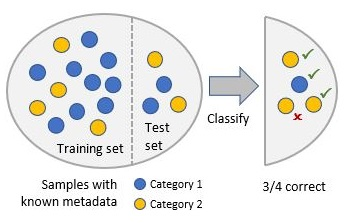 Training set
Test
set
Classify
Samples with
known metadata
Category 1
Category 2
3/4 correct